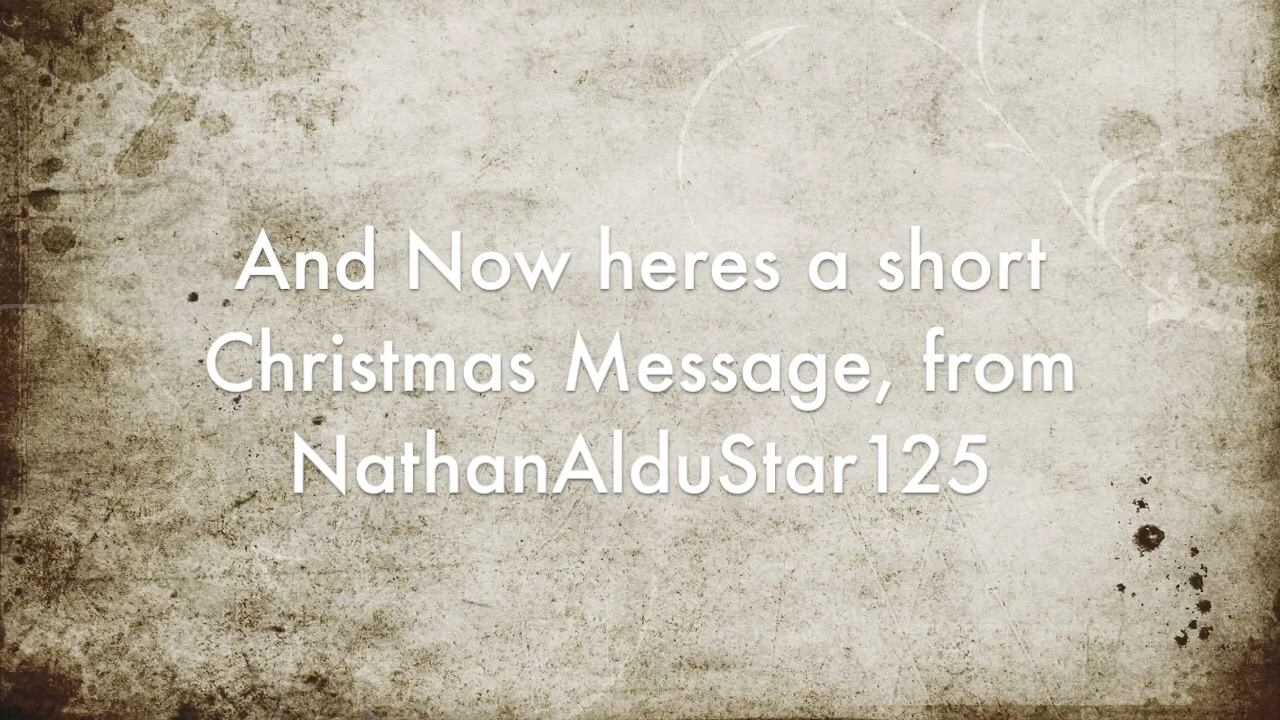 And Now heres a short
Christmas Message, from
NathanAlduStar125